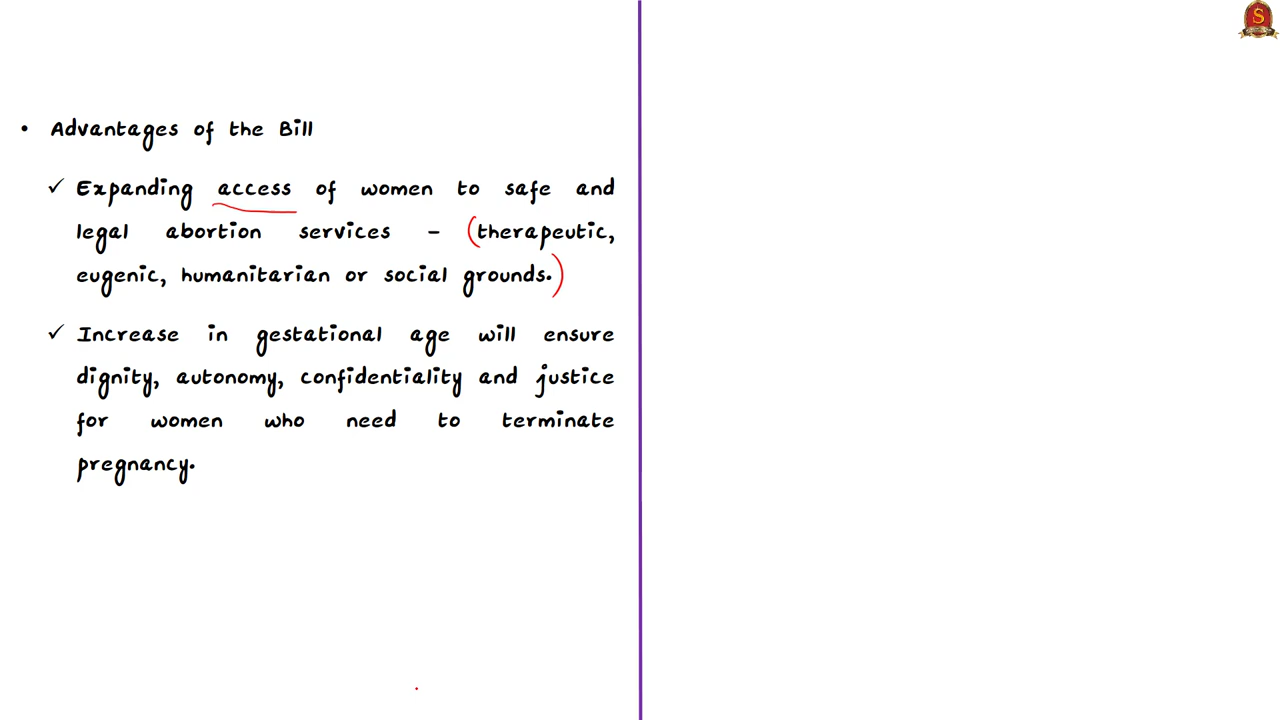 • Advantages of the Bill
✓ Expanding access of women to safe and
legal abortion services - (therapeutic,
eugenic, humanitarian or social grounds.)
✓ Increase in gestational age will ensure
dignity, autonomy, confidentiality and justice
for women who need to terminate
pregnancy.
S